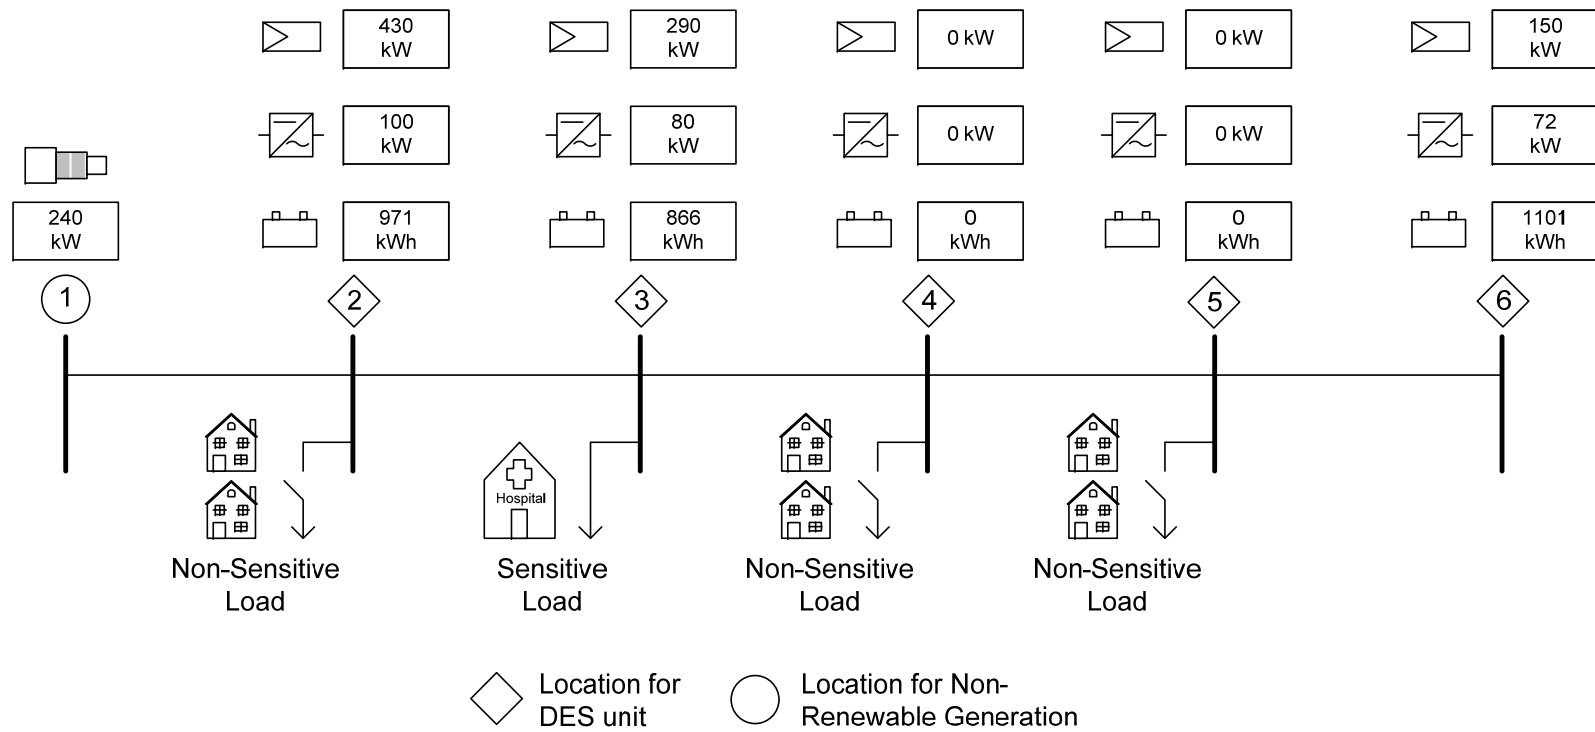 430
kW
290
kW
0 kW
0 kW
150
kW
100
kW
80
kW
0 kW
0 kW
72
kW
240
kW
971
kWh
866
kWh
0
kWh
0
kWh
1101
kWh
1
2
3
4
5
6
Hospital
Non-Sensitive
Load
Sensitive
Load
Non-Sensitive
Load
Non-Sensitive
Load
Location for
DES unit
Location for Non-
Renewable Generation